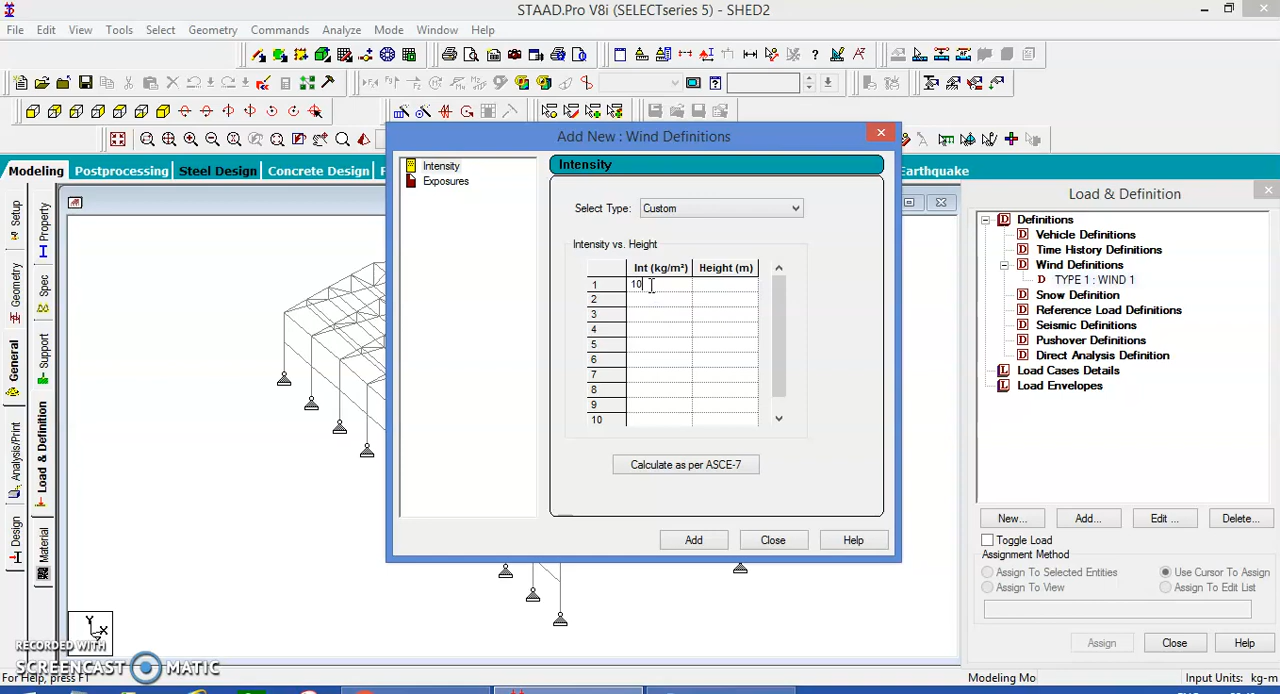 STAAD.Pro V8i (SELECTseries 5) - SHED2
File Edit View Tools Select Geometry Commands Analyze Mode Window Help
Add New : Wind Definitions
Modeling Postprocessing Steel Design Concrete Design Earthquake
Intensity
Exposures
Intensity
Select Type: Custom
Intensity vs. Height
Int (kg/m²) Height (m)
1 10
2
3
4
5
6
7
8
9
10
Calculate as per ASCE-7
Add Close Help
Load & Definition
Definitions
Vehicle Definitions
Time History Definitions
Wind Definitions
TYPE 1 : WIND 1
Snow Definition
Reference Load Definitions
Seismic Definitions
Pushover Definitions
Direct Analysis Definition
Load Cases Details
Load Envelopes
New... Add... Edit ... Delete...
Toggle Load
Assignment Method
Assign To Selected Entities Use Cursor To Assign
Assign To View Assign To Edit List
Assign Close Help
Setup
Geometry
General
Analysis/Print
Design
Property
Spec
Support
Load & Definition
Material
Y
X
RECORDED WITH
SCREENCAST MATIC
For Help, press F1
Modeling Mo Input Units: kg-m